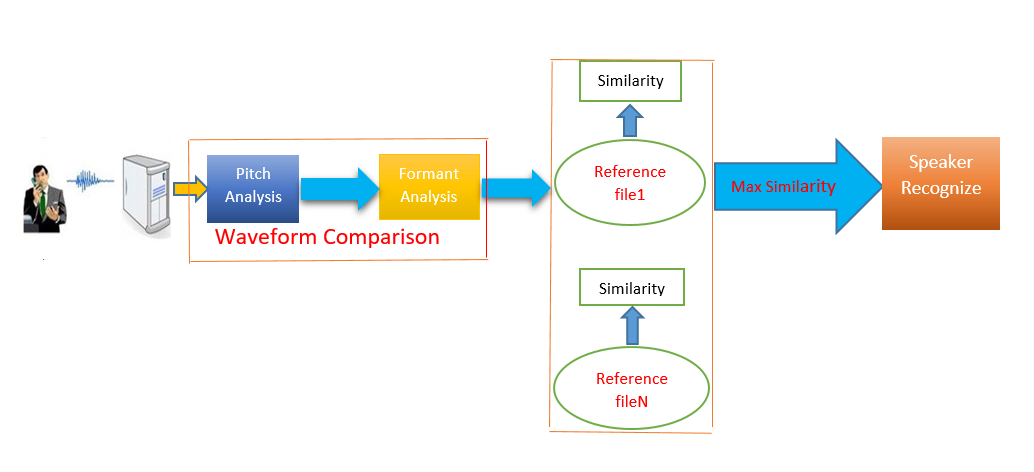 Pitch
Analysis
Formant
Analysis
Waveform Comparison
Similarity
Reference
file1
Similarity
Reference
fileN
Max Similarity
Speaker
Recognize